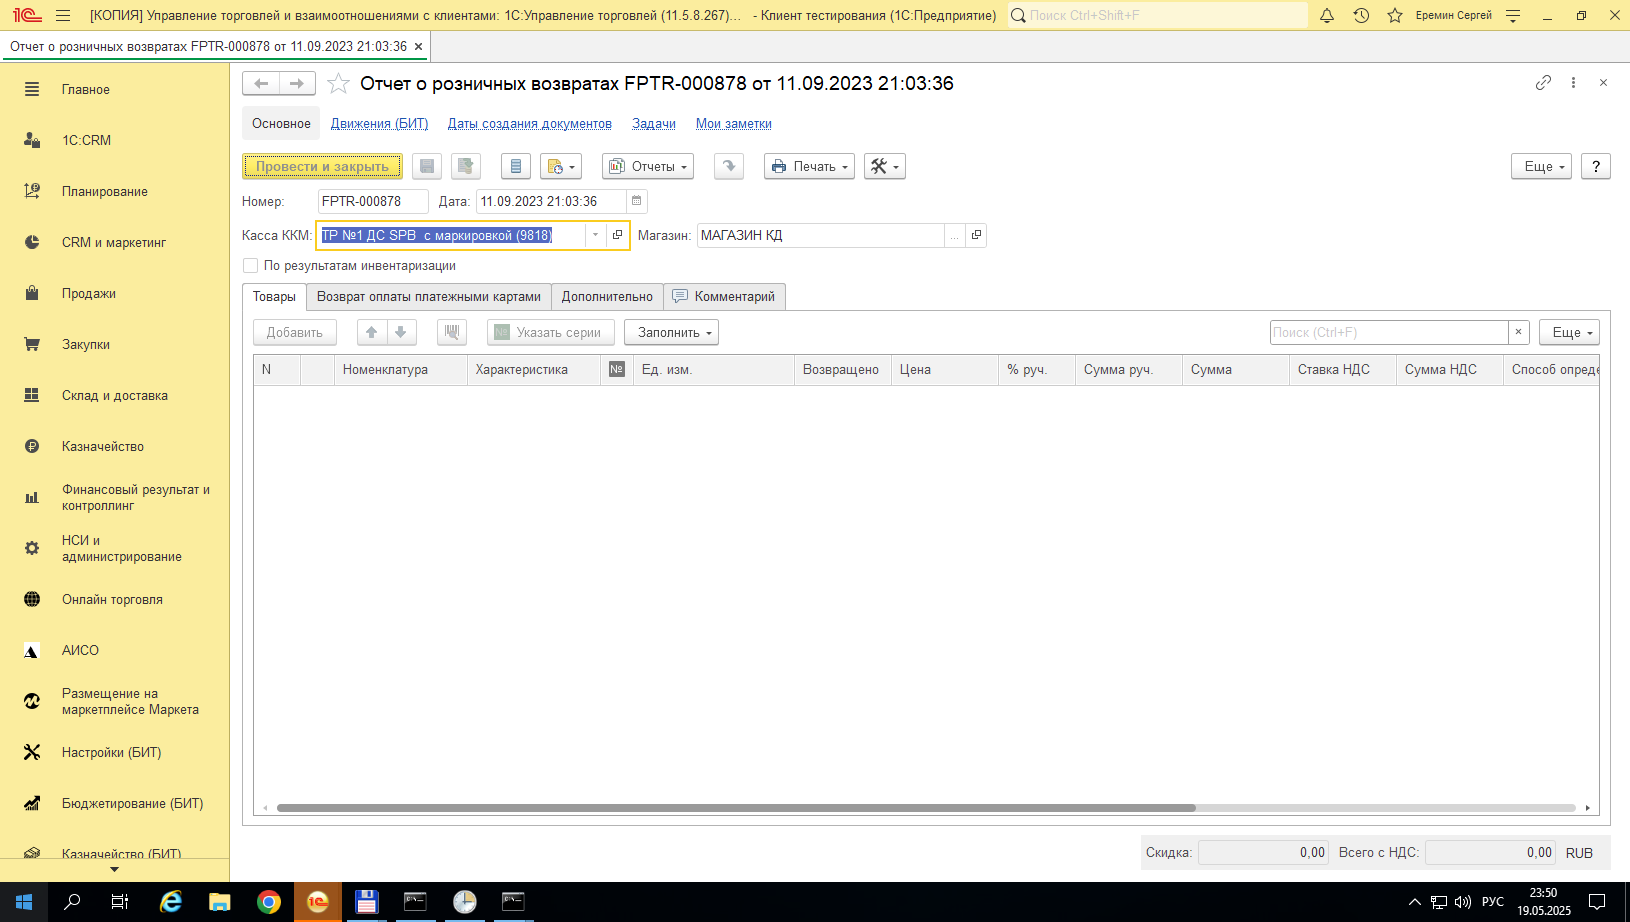 [КОПИЯ] Управление торговлей и взаимоотношениями с клиентами: 1С:Управление торговлей (11.5.8.267)... - Клиент тестирования (1С:Предприятие)
Поиск Ctrl+Shift+F
Еремин Сергей
Отчет о розничных возвратах FPTR-000878 от 11.09.2023 21:03:36
Главное
1С:CRM
Планирование
CRM и маркетинг
Продажи
Закупки
Склад и доставка
Казначейство
Финансовый результат и
контроллинг
НСИ и
администрирование
Онлайн торговля
АИСО
Размещение на
маркетплейсе Маркета
Настройки (БИТ)
Бюджетирование (БИТ)
Казначейство (БИТ)
Отчет о розничных возвратах FPTR-000878 от 11.09.2023 21:03:36
Основное Движения (БИТ) Даты создания документов Задачи Мои заметки
Провести и закрыть Отчеты Печать Еще ?
Номер: FPTR-000878 Дата: 11.09.2023 21:03:36
Касса ККМ: ТР №1 ДС SPB с маркировкой (9818) Магазин: МАГАЗИН КД ...
По результатам инвентаризации
Товары Возврат оплаты платежными картами Дополнительно Комментарий
Добавить № Указать серии Заполнить Поиск (Ctrl+F) × Еще
N Номенклатура Характеристика № Ед. изм. Возвращено Цена % руч. Сумма руч. Сумма Ставка НДС Сумма НДС Способ опреде
Скидка: 0,00 Всего с НДС: 0,00 RUB
РУС
23:50
19.05.2025